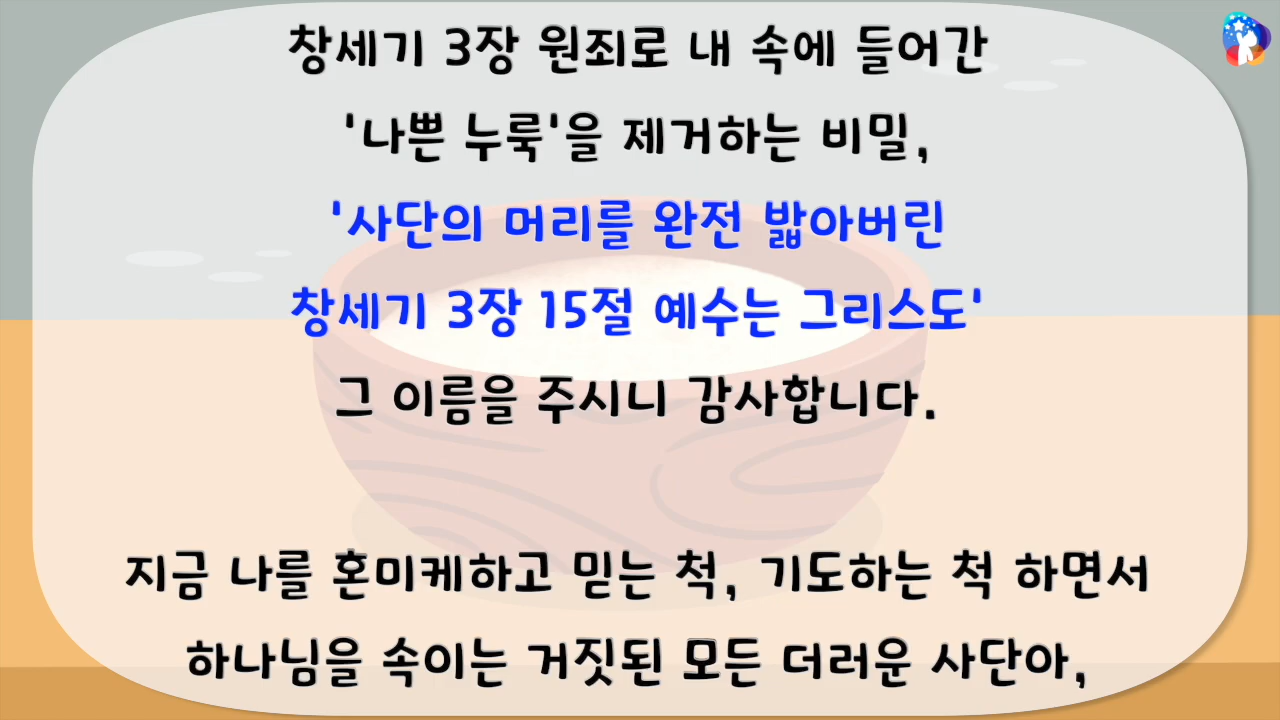 창세기 3장 원죄로 내 속에 들어간
'나쁜 누룩'을 제거하는 비밀,
'사단의 머리를 완전 밟아버린
창세기 3장 15절 예수는 그리스도'
그 이름을 주시니 감사합니다.
지금 나를 혼미케하고 믿는 척, 기도하는 척 하면서
하나님을 속이는 거짓된 모든 더러운 사단아,